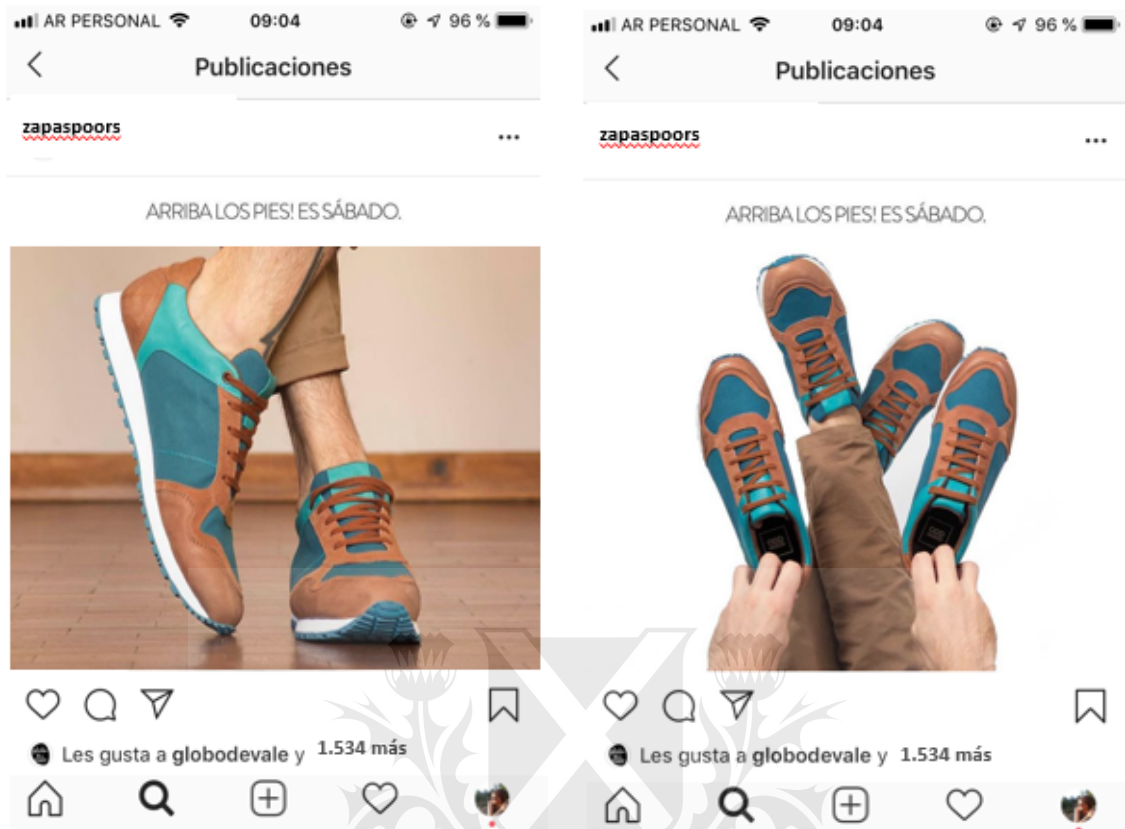 AR PERSONAL 09:04 96 %
Publicaciones
zapaspoors
ARRIBA LOS PIES! ES SÁBADO.
Les gusta a globodevale y 1.534 más
AR PERSONAL 09:04 96 %
Publicaciones
zapaspoors
ARRIBA LOS PIES! ES SÁBADO.
Les gusta a globodevale y 1.534 más